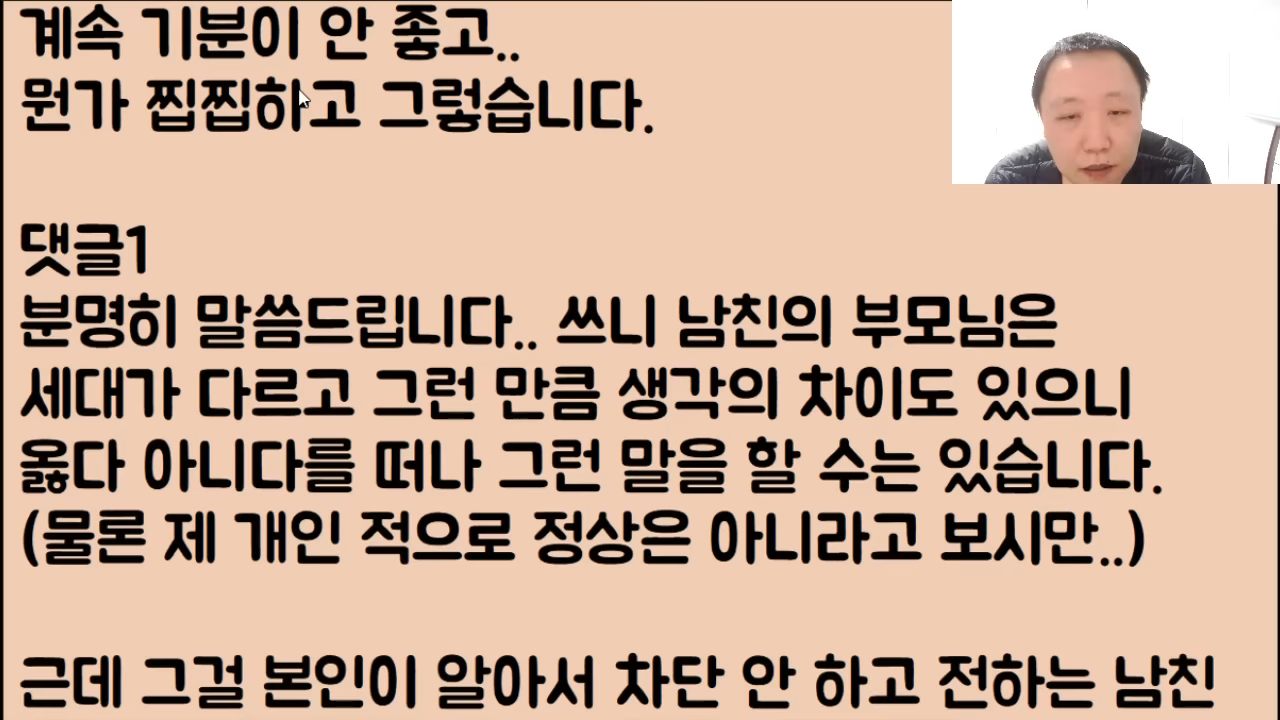 계속 기분이 안 좋고..
뭔가 찝찝하고 그렇습니다.
댓글1
분명히 말씀드립니다.. 쓰니 남친의 부모님은
세대가 다르고 그런 만큼 생각의 차이도 있으니
옳다 아니다를 떠나 그런 말을 할 수는 있습니다.
(물론 제 개인 적으로 정상은 아니라고 보시만..)
근데 그걸 본인이 알아서 차단 안 하고 전하는 남친